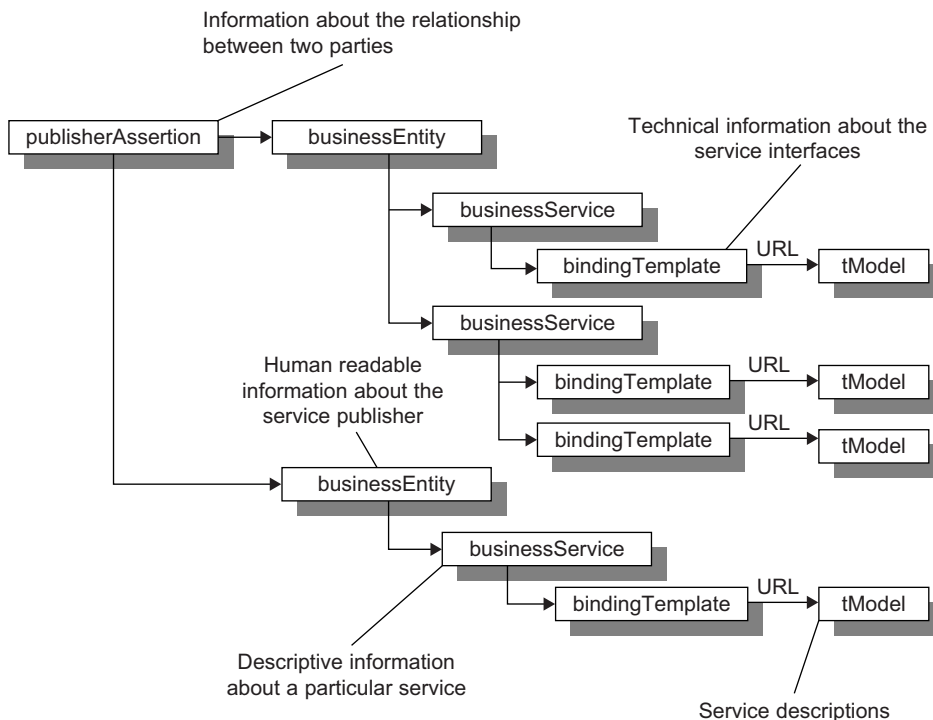 Information about the relationship
between two parties
publisherAssertion
businessEntity
Technical information about the
service interfaces
businessService
bindingTemplate
URL
tModel
businessService
Human readable
information about the
service publisher
bindingTemplate
URL
tModel
bindingTemplate
URL
tModel
businessEntity
businessService
bindingTemplate
URL
tModel
Descriptive information
about a particular service
Service descriptions